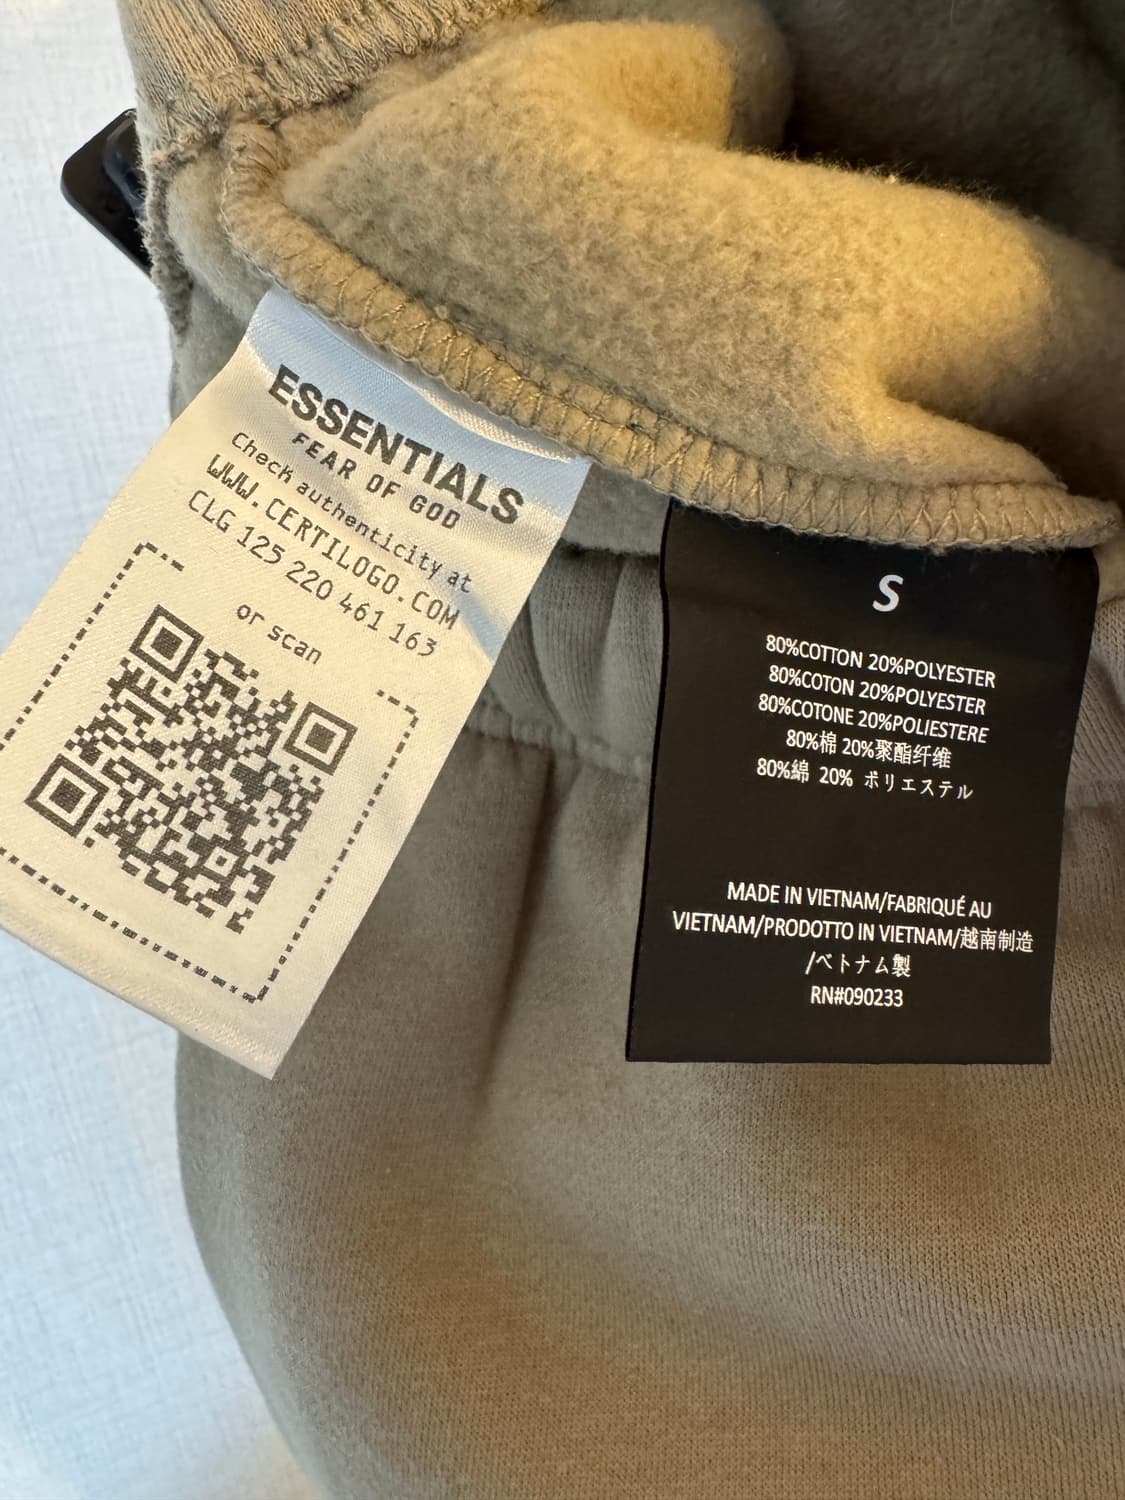 ESSENTIALS
FEAR OF GOD
Check authenticity at
WWW.CERTILOGO.COM
CLG 125 220 461 163
or scan
S
80%COTTON 20%POLYESTER
80%COTON 20%POLYESTER
80%COTONE 20%POLIESTERE
80%棉 20%聚酯纤维
80%綿 20% ポリエステル
MADE IN VIETNAM/FABRIQUÉ AU
VIETNAM/PRODOTTO IN VIETNAM/越南制造
/ベトナム製
RN#090233